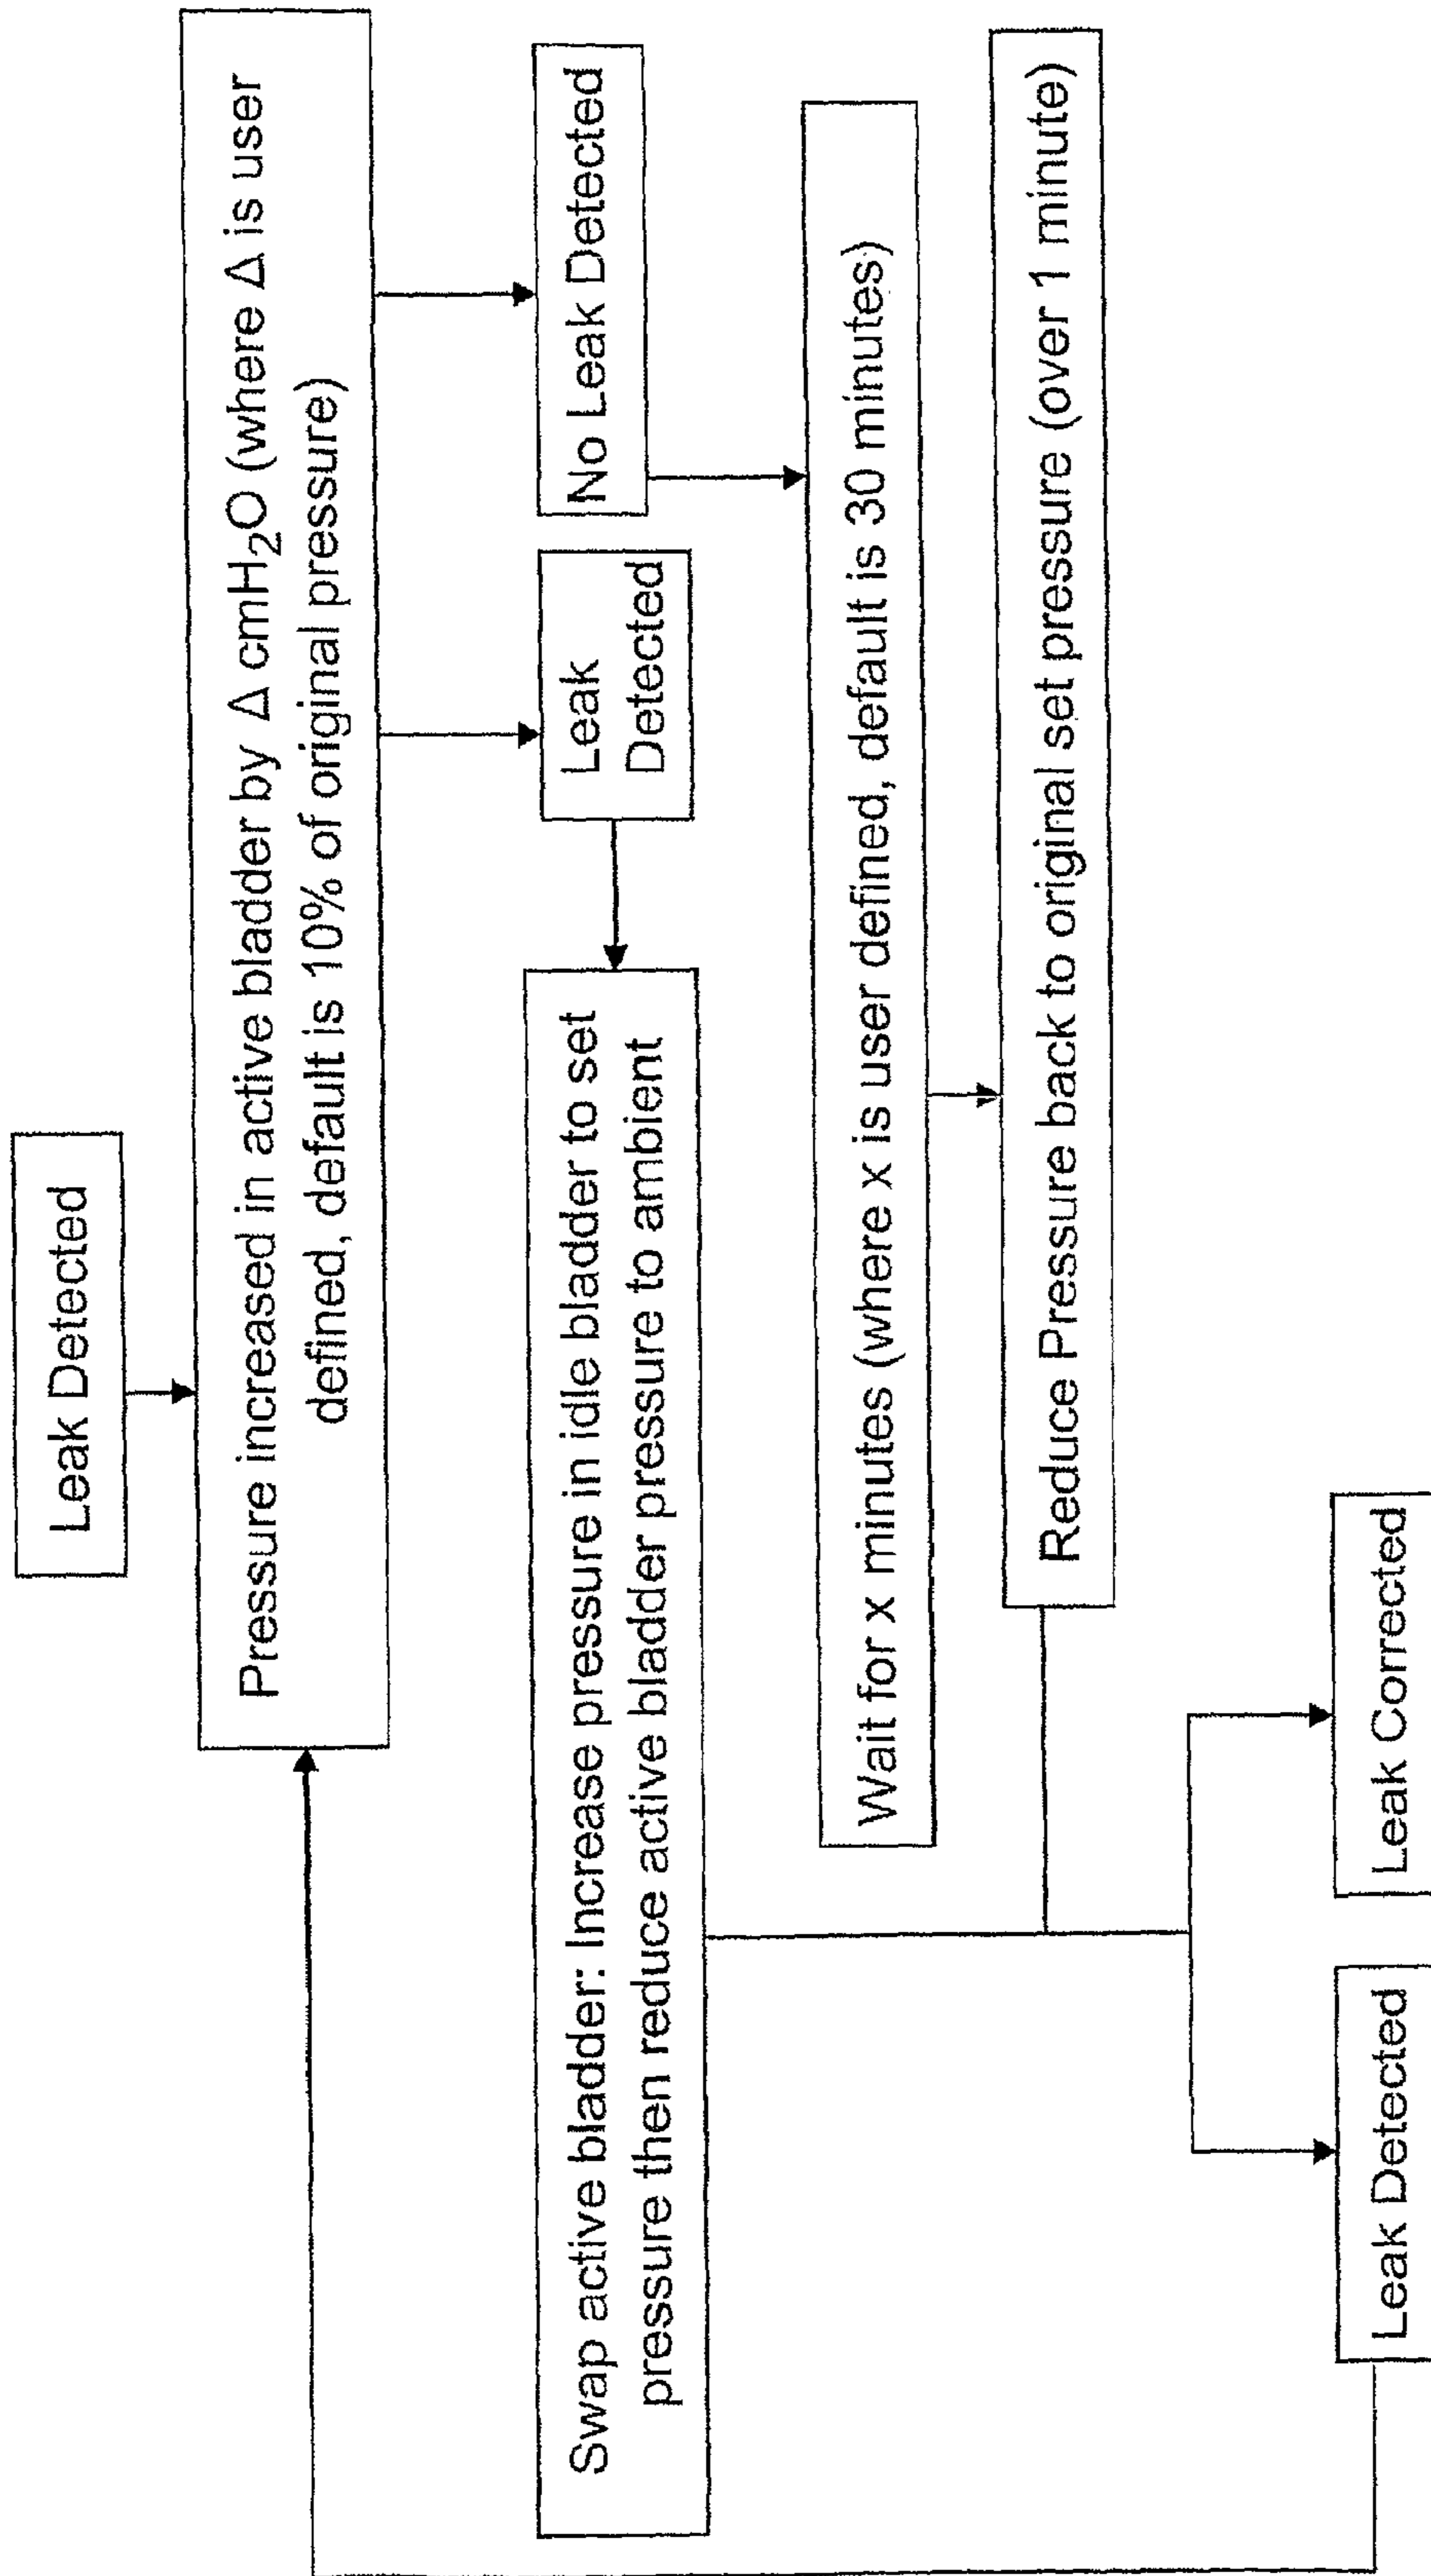 Leak Detected
Pressure increased in active bladder by Δ cmH₂O (where Δ is user
defined, default is 10% of original pressure)
Leak
Detected
No Leak Detected
Swap active bladder: Increase pressure in idle bladder to set
pressure then reduce active bladder pressure to ambient
Wait for x minutes (where x is user defined, default is 30 minutes)
Reduce Pressure back to original set pressure (over 1 minute)
Leak Detected
Leak Corrected